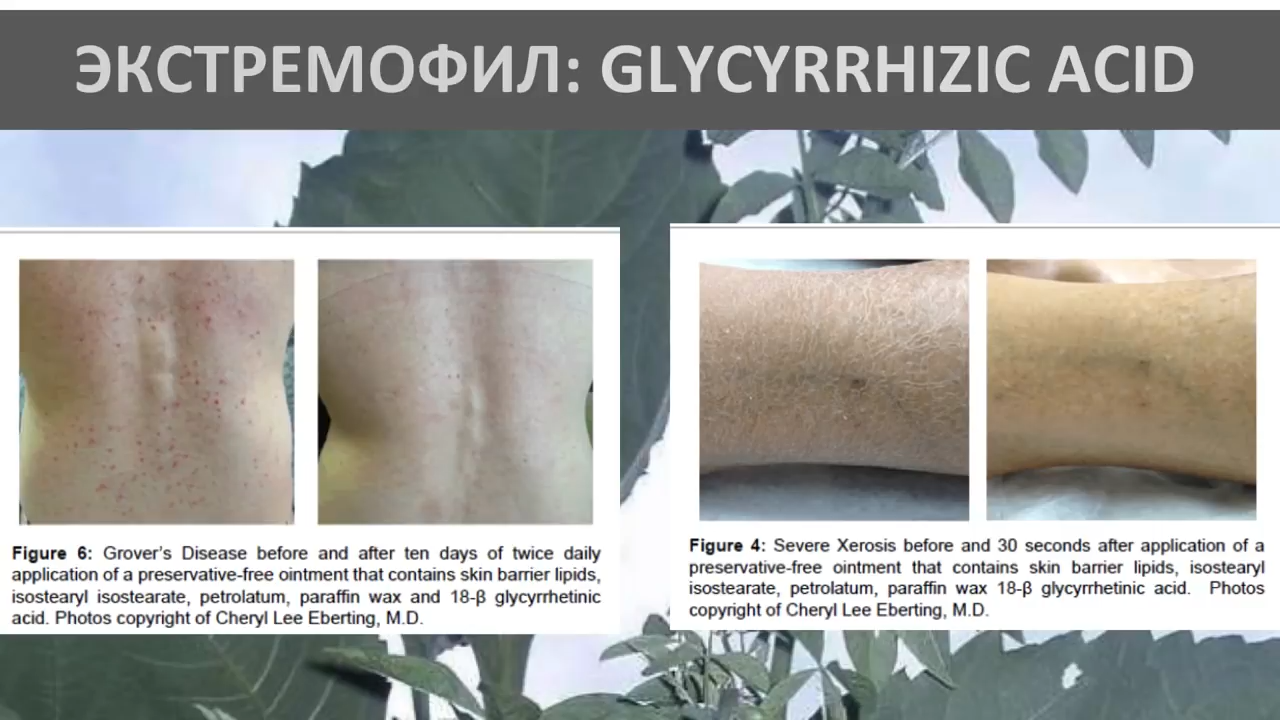 ЭКСТРЕМОФИЛ: GLYCYRRHIZIC ACID
Figure 6: Grover's Disease before and after ten days of twice daily
application of a preservative-free ointment that contains skin barrier lipids,
isostearyl isostearate, petrolatum, paraffin wax and 18-β glycyrrhetinic
acid. Photos copyright of Cheryl Lee Eberting, M.D.
Figure 4: Severe Xerosis before and 30 seconds after application of a
preservative-free ointment that contains skin barrier lipids, isostearyl
isostearate, petrolatum, paraffin wax 18-β glycyrrhetinic acid. Photos
copyright of Cheryl Lee Eberting, M.D.